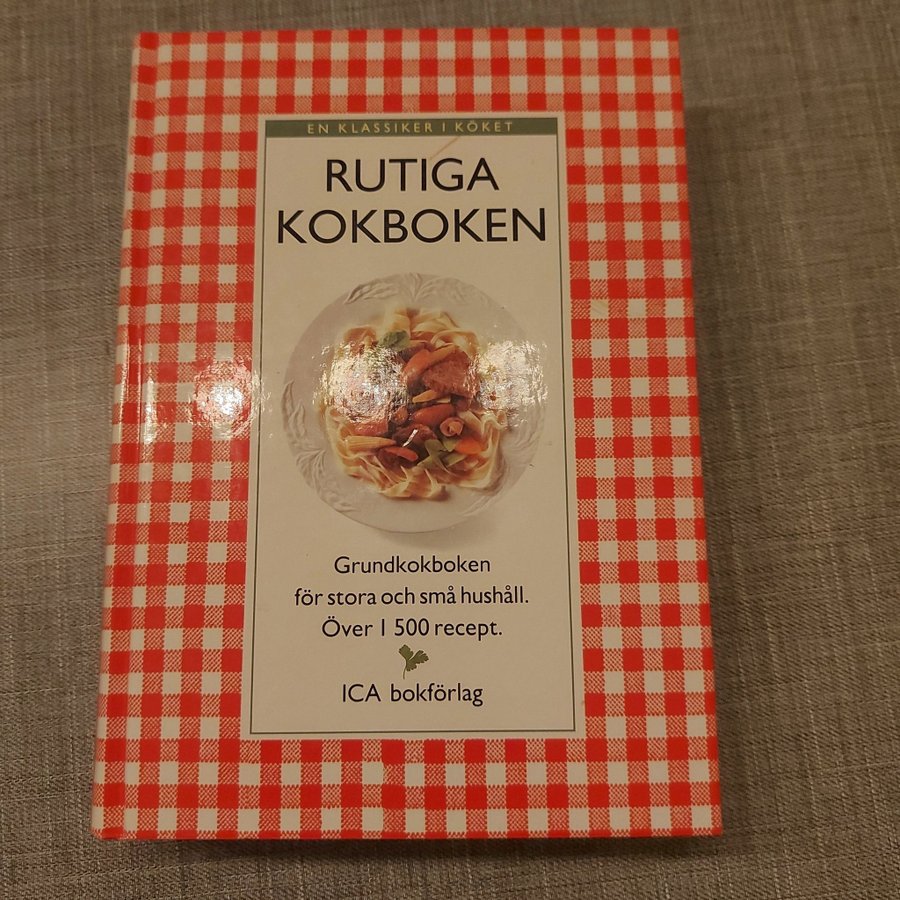 EN KLASSIKER I KÖKET
RUTIGA
KOKBOKEN
Grundkokboken
för stora och små hushåll.
Över 1 500 recept.
ICA bokförlag